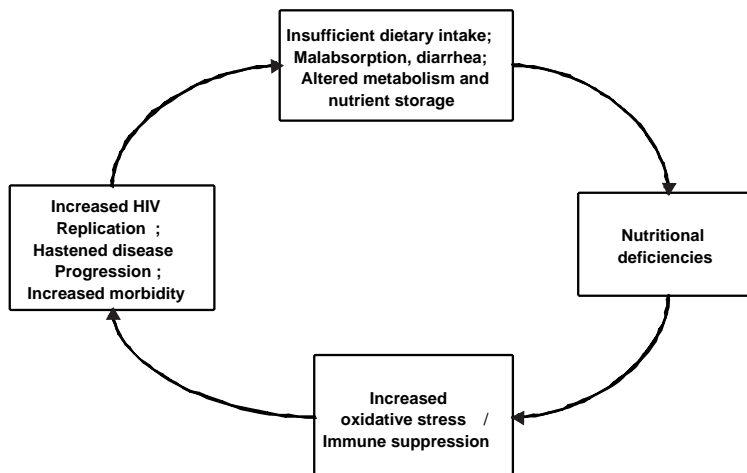 Insufficient dietary intake;
Malabsorption, diarrhea;
Altered metabolism and
nutrient storage
Nutritional
deficiencies
Increased
oxidative stress /
Immune suppression
Increased HIV
Replication ;
Hastened disease
Progression ;
Increased morbidity